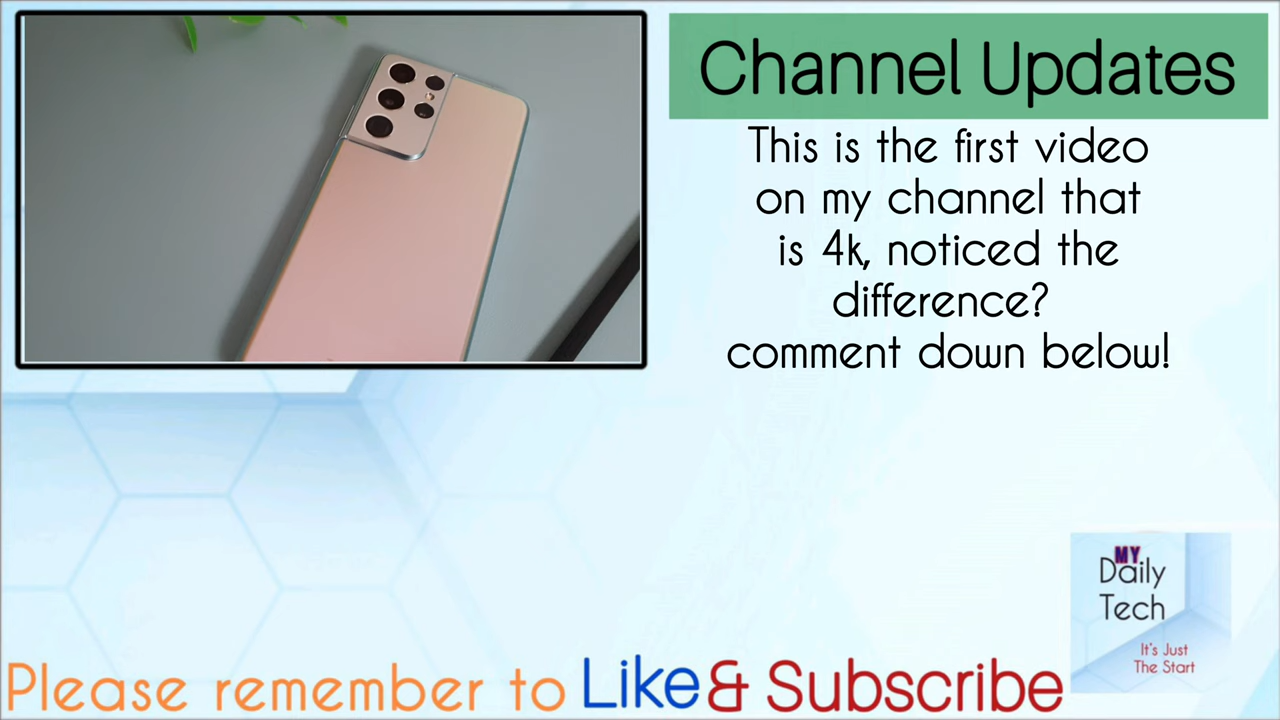 Channel Updates
This is the first video
on my channel that
is 4k, noticed the
difference?
comment down below!
MY
Daily
Tech
It's Just
The Start
Please remember to Like & Subscribe